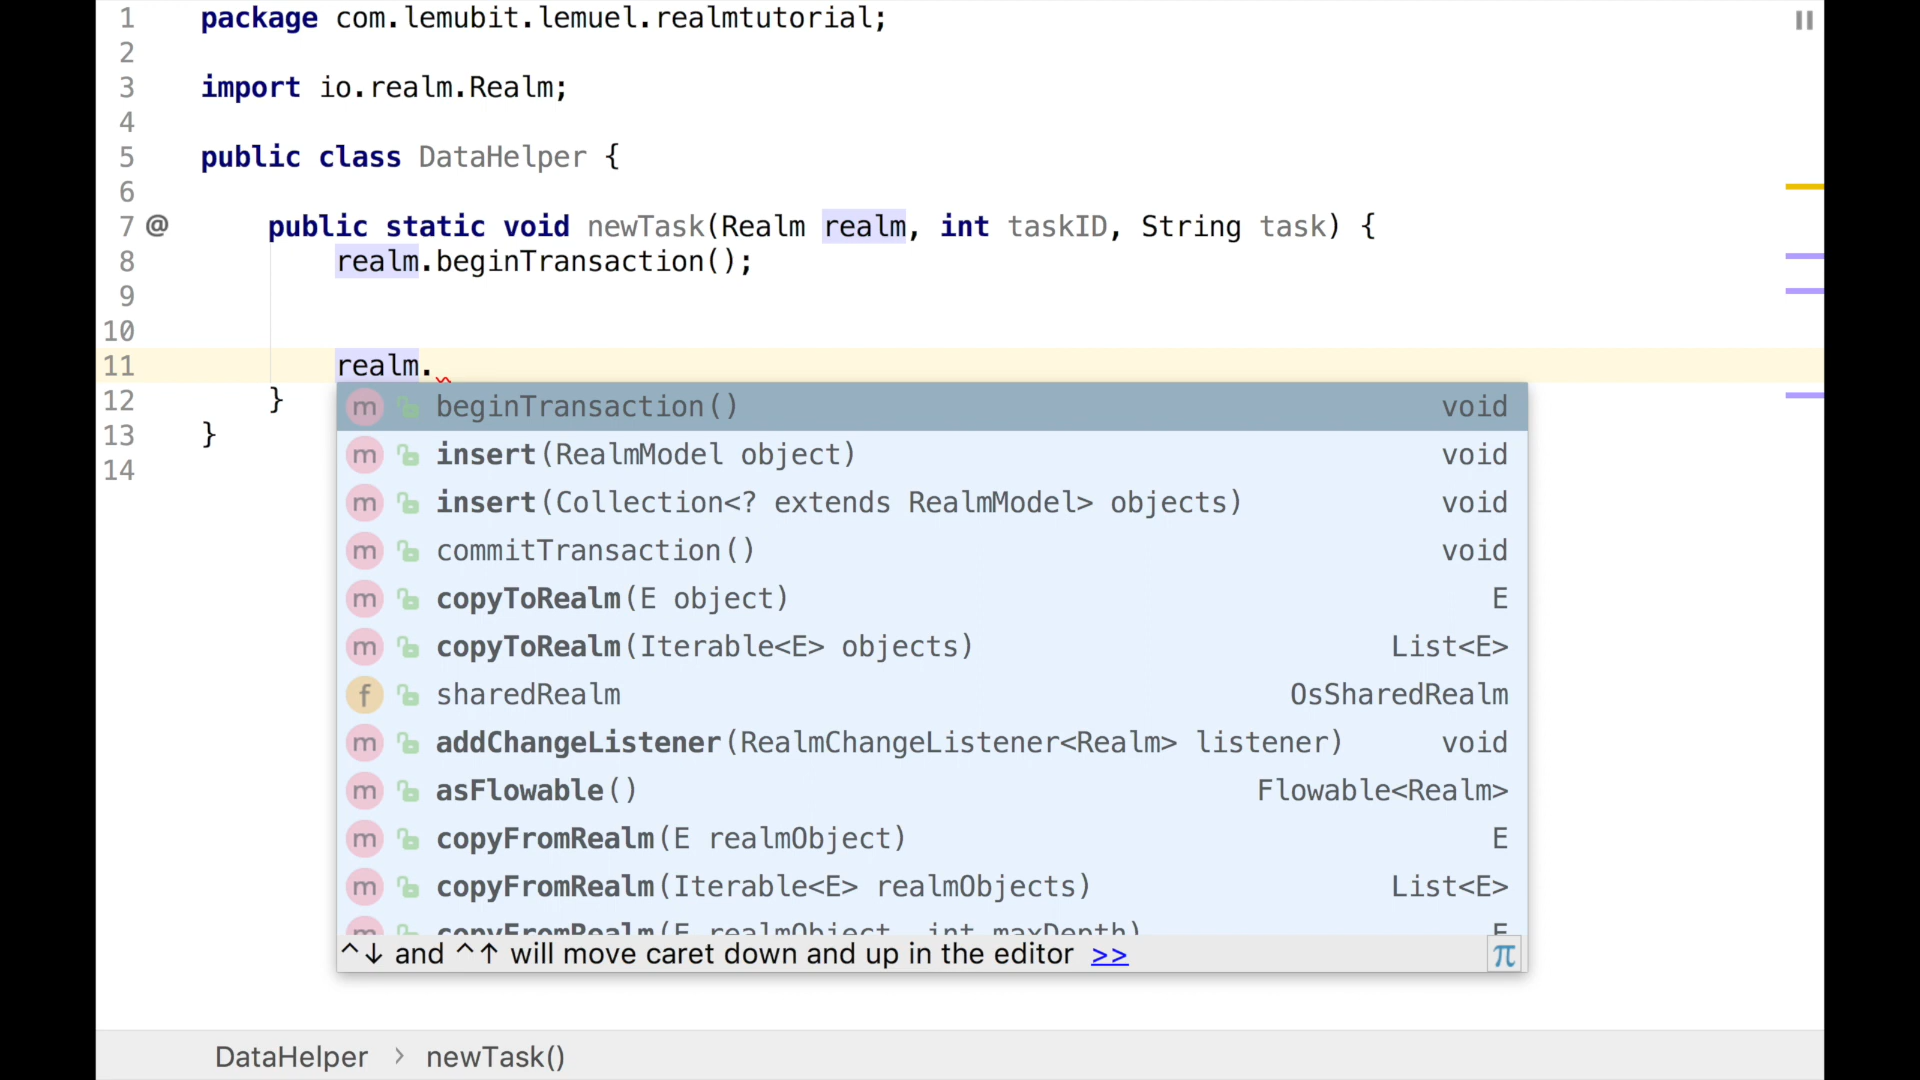 1 package com.lemubit.lemuel.realmtutorial;
2
3 import io.realm.Realm;
4
5 public class DataHelper {
6
7 @ public static void newTask(Realm realm, int taskID, String task) {
8 realm.beginTransaction();
9
10
11 realm.
12 }
13 }
14
m beginTransaction() void
m insert(RealmModel object) void
m insert(Collection<? extends RealmModel> objects) void
m commitTransaction() void
m copyToRealm(E object) E
m copyToRealm(Iterable<E> objects) List<E>
f sharedRealm OsSharedRealm
m addChangeListener(RealmChangeListener<Realm> listener) void
m asFlowable() Flowable<Realm>
m copyFromRealm(E realmObject) E
m copyFromRealm(Iterable<E> realmObjects) List<E>
m copyFromRealm(E realmObject, int maxDepth) E
^↓ and ^↑ will move caret down and up in the editor >> π
DataHelper › newTask()